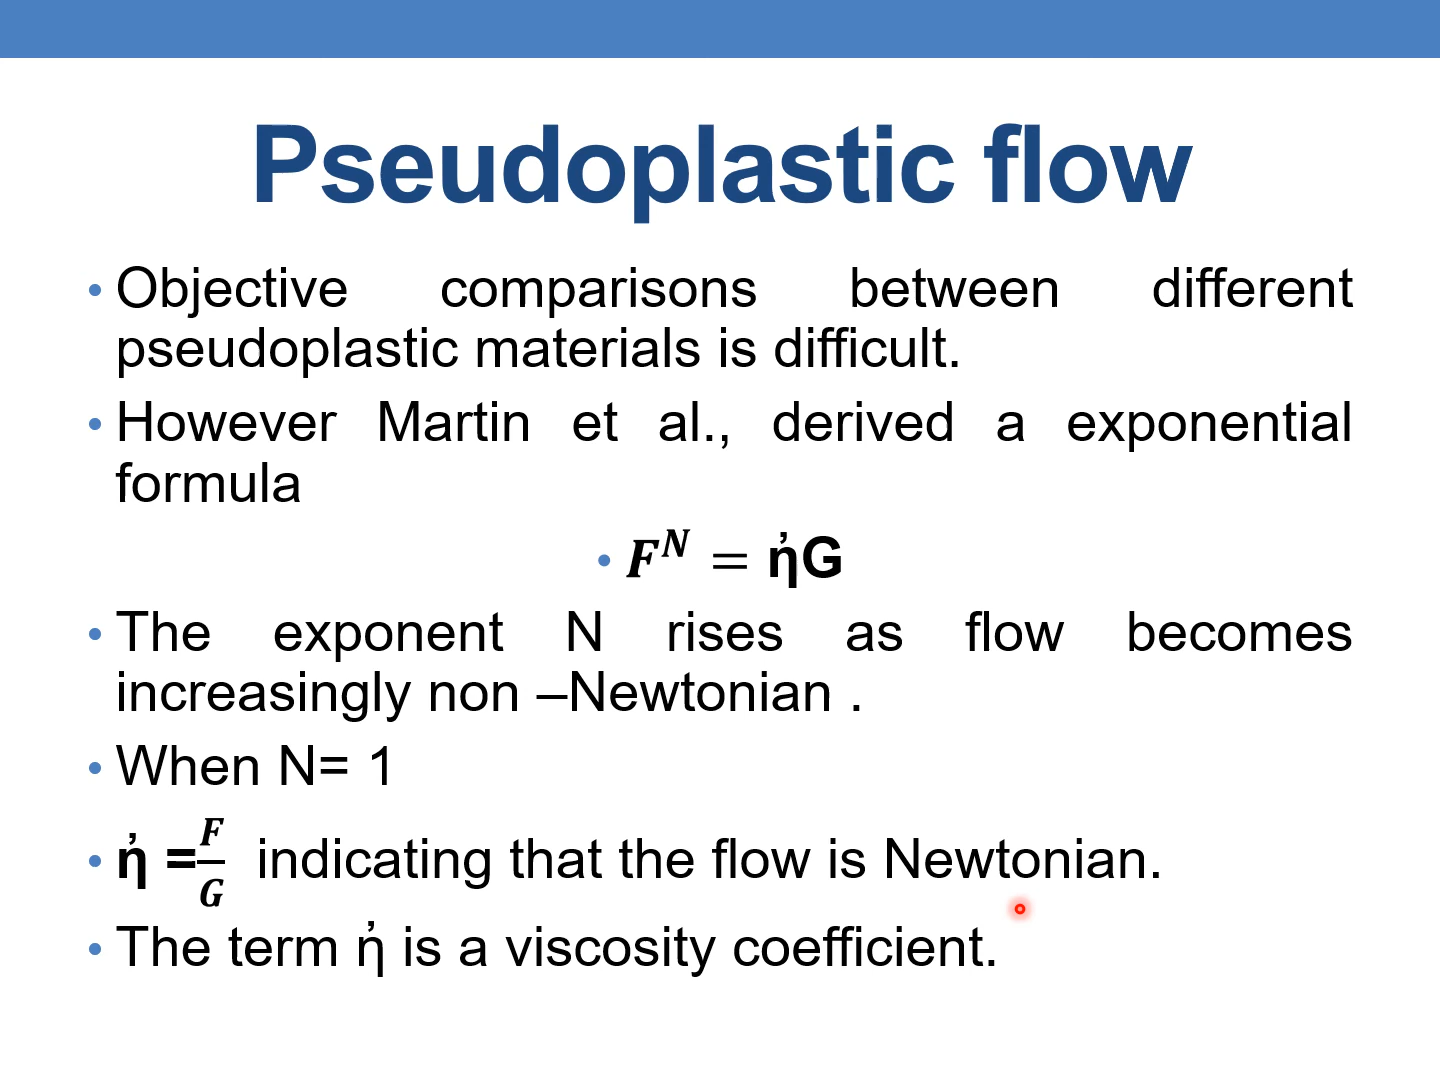 Pseudoplastic flow
• Objective comparisons between different
pseudoplastic materials is difficult.
• However Martin et al., derived a exponential
formula
• F^N = ἠG
• The exponent N rises as flow becomes
increasingly non –Newtonian .
• When N= 1
• ἠ =F/G indicating that the flow is Newtonian.
• The term ἠ is a viscosity coefficient.